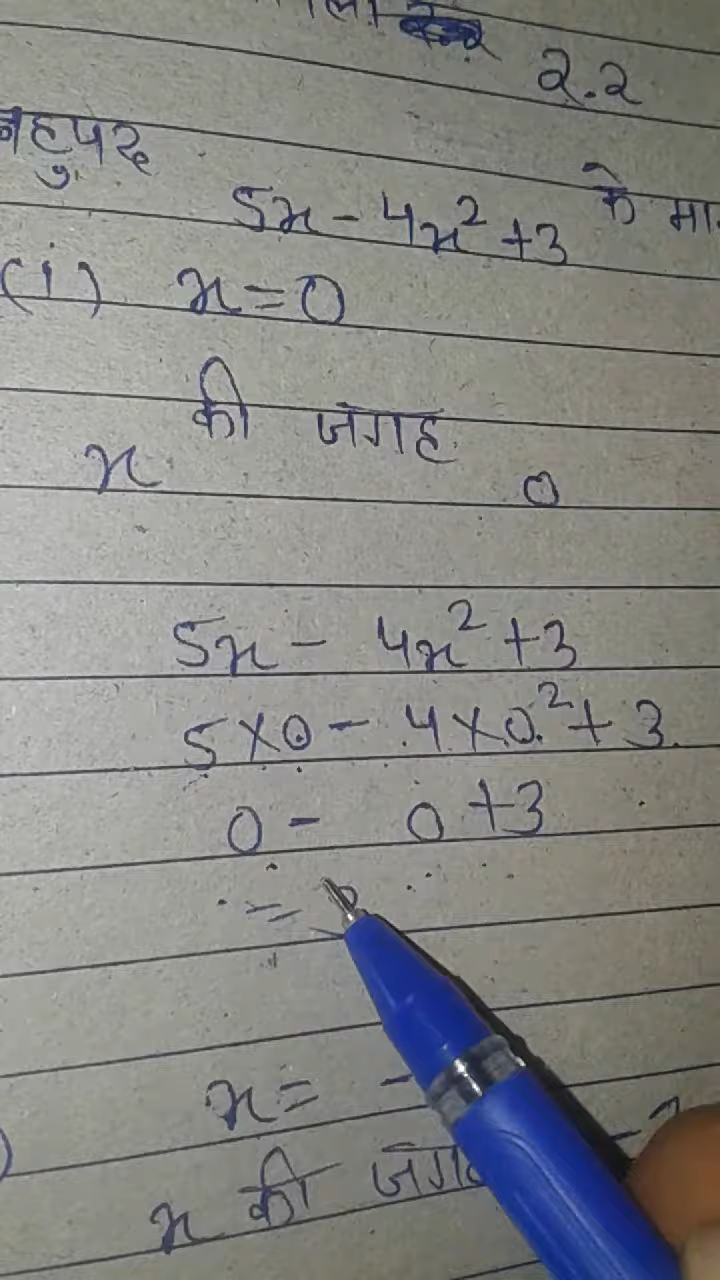 2.2
बहुपद 5x - 4x² + 3 के
(i) x = 0
x की जगह 0
5x - 4x² + 3
5 × 0 - 4 × 0² + 3
0 - 0 + 3
=
x = -
x की